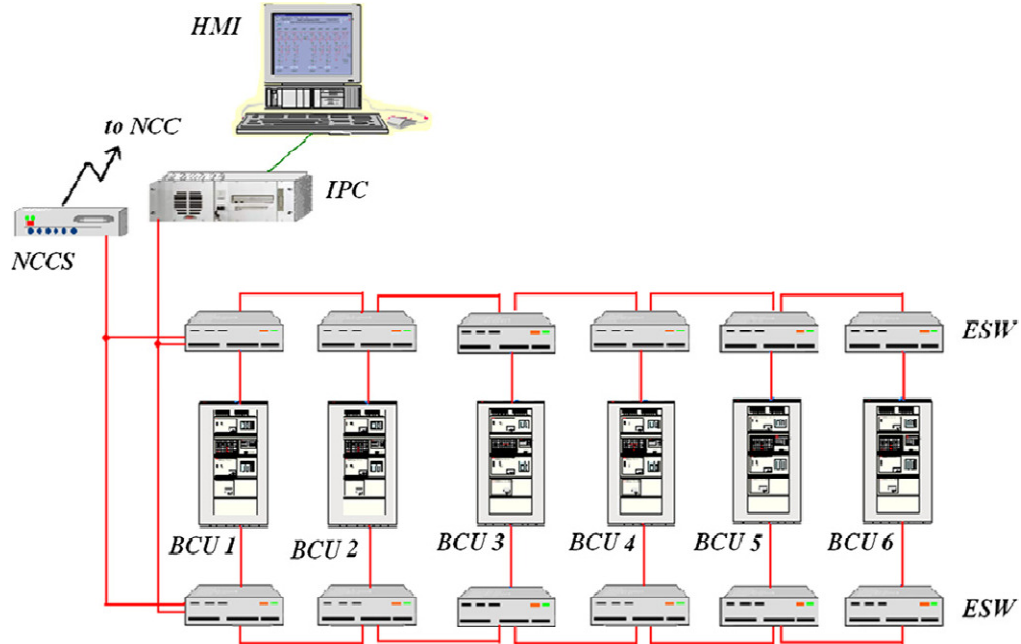 HMI
to NCC
IPC
NCCS
ESW
BCU 1
BCU 2
BCU 3
BCU 4
BCU 5
BCU 6
ESW